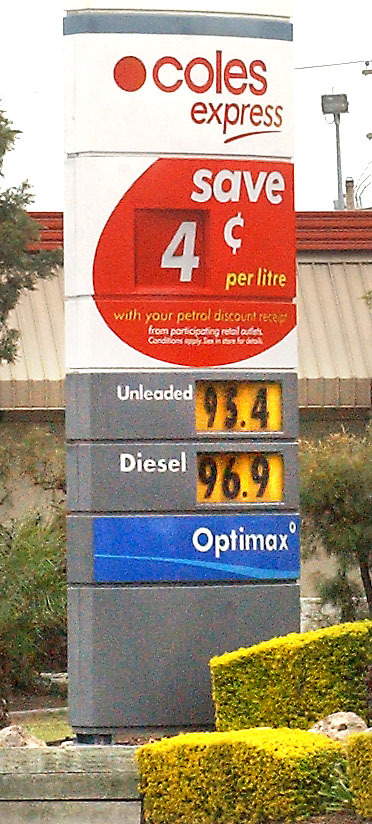 coles
express
save
4 ¢
per litre
with your petrol discount receipt
from participating retail outlets.
Conditions apply. See in store for details.
Unleaded 93.4
Diesel 96.9
Optimax